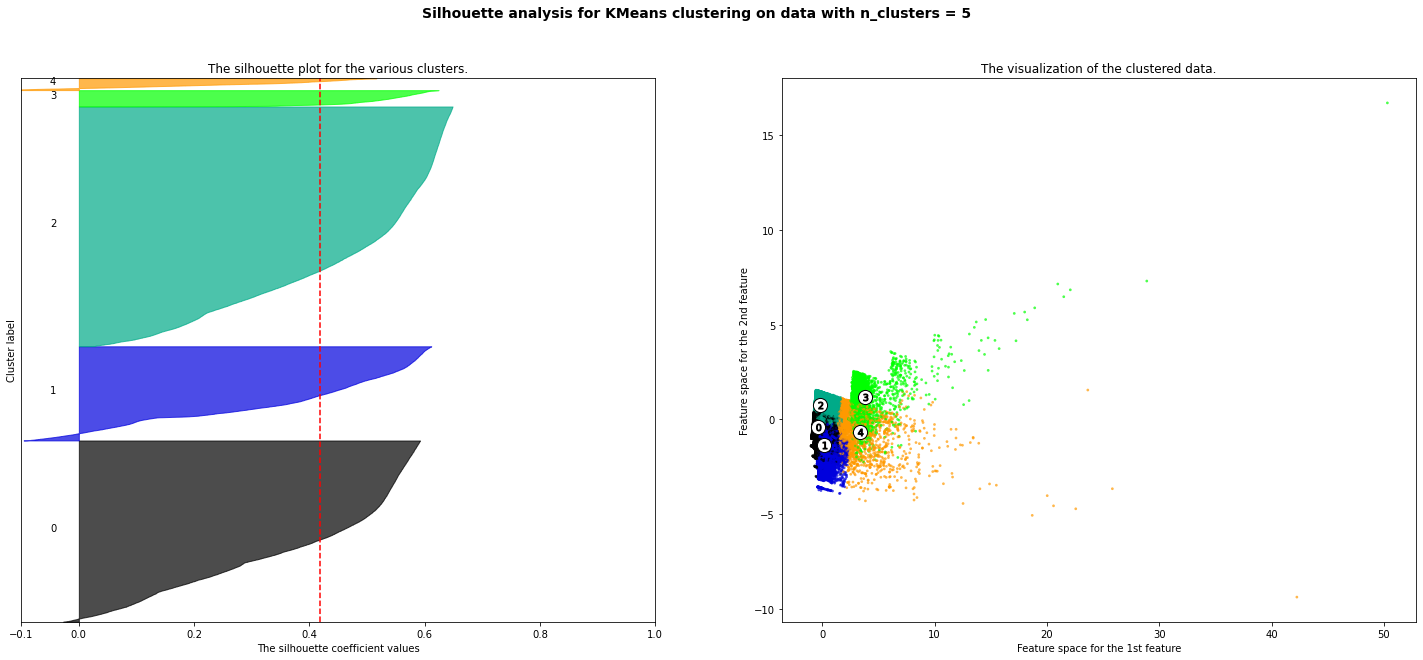 Silhouette analysis for KMeans clustering on data with n_clusters = 5
The silhouette plot for the various clusters.
4
3
2
1
0
Cluster label
−0.1 0.0 0.2 0.4 0.6 0.8 1.0
The silhouette coefficient values
The visualization of the clustered data.
15
10
5
0
−5
−10
Feature space for the 2nd feature
2
3
0
4
1
0 10 20 30 40 50
Feature space for the 1st feature